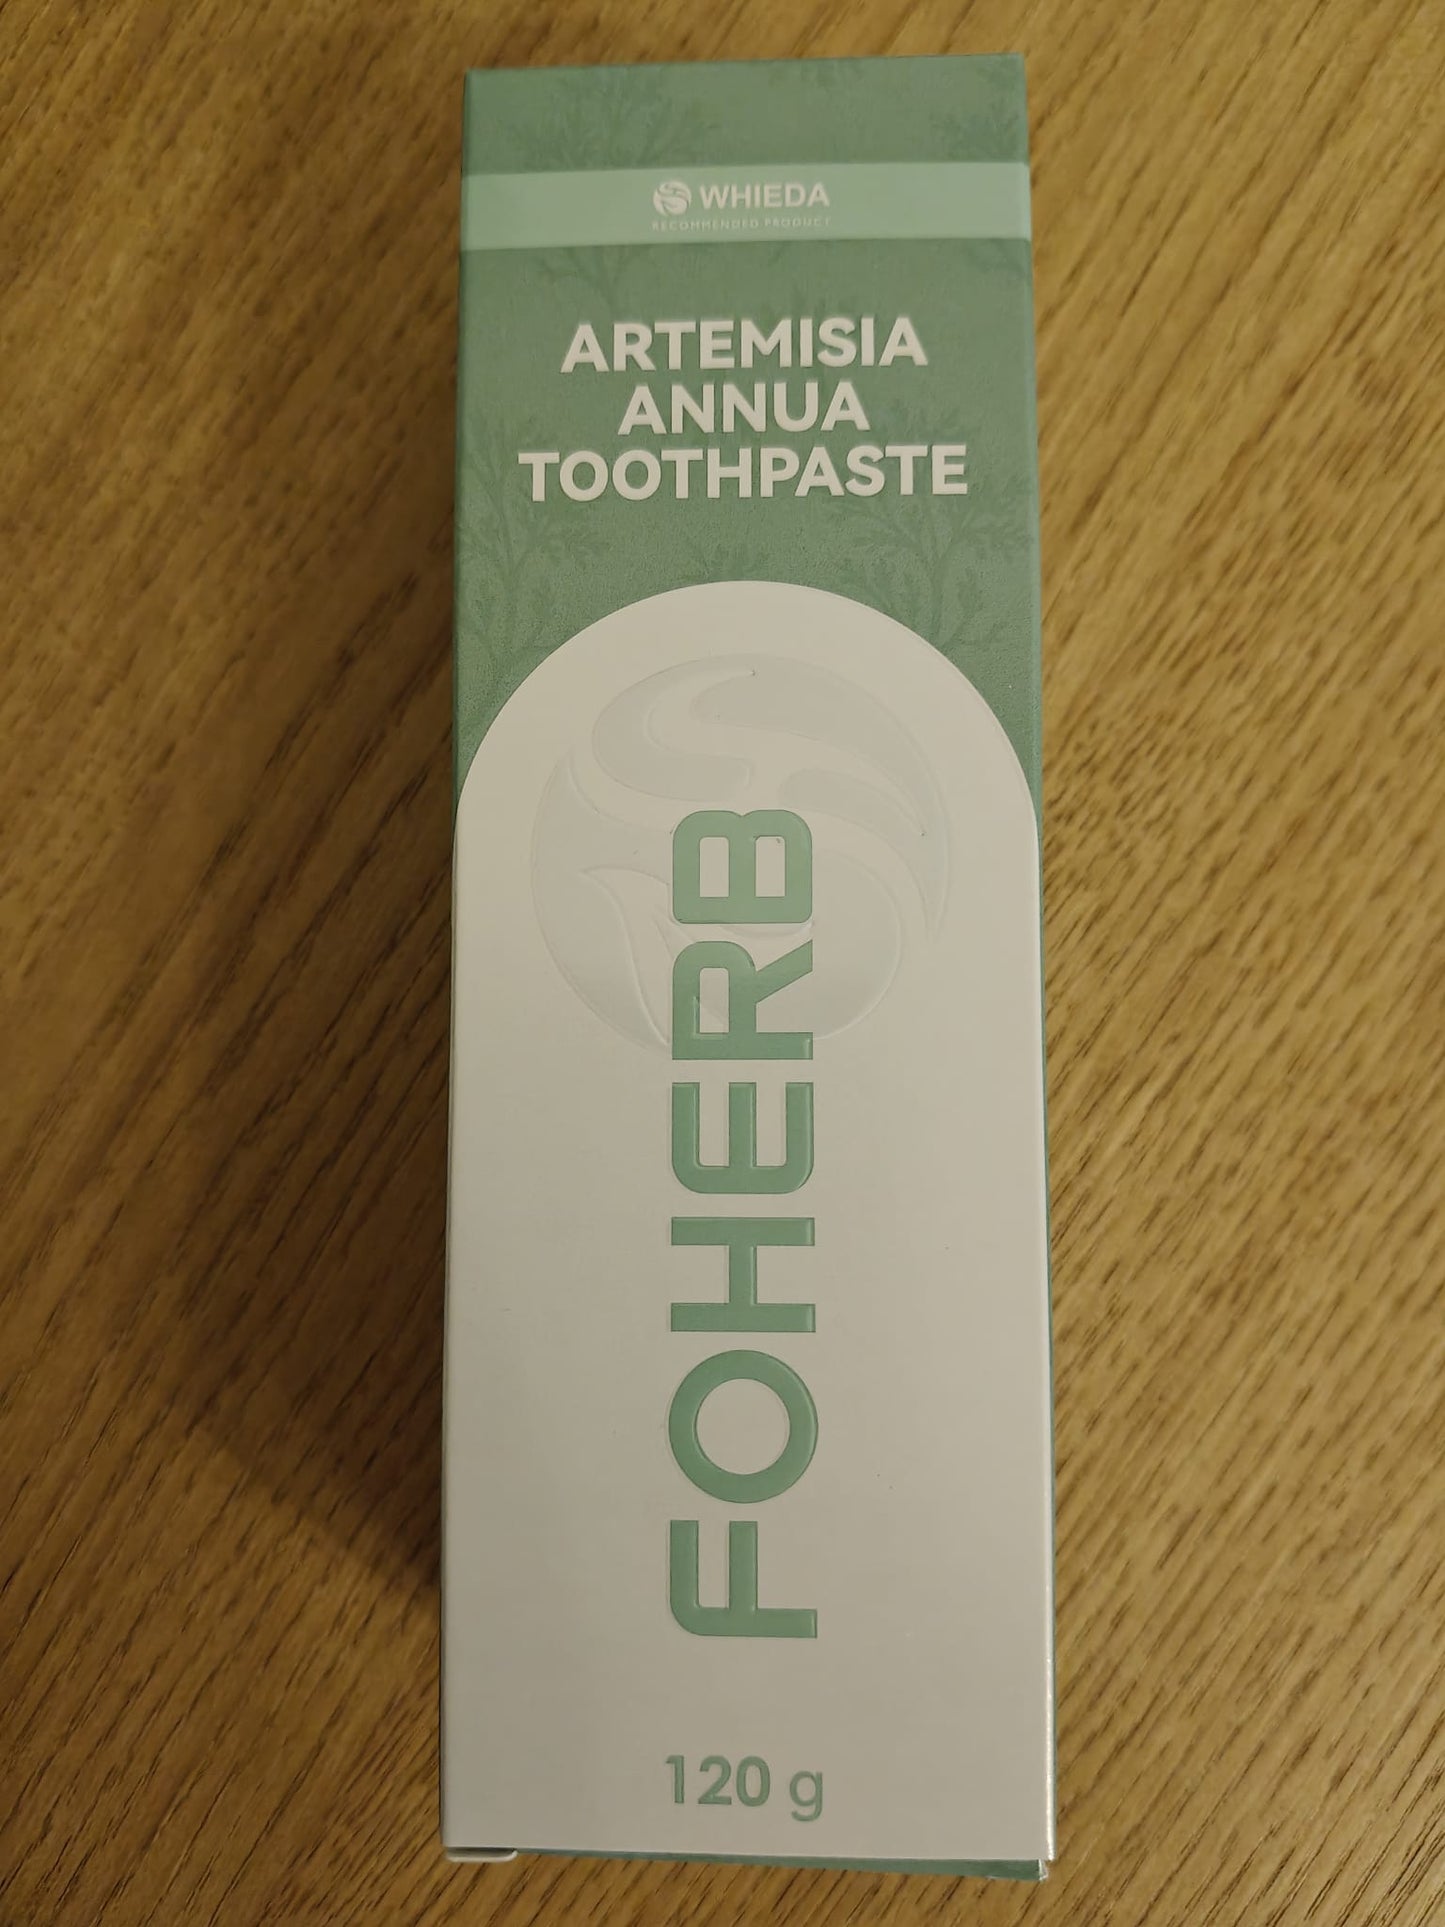 WHIEDA
RECOMMENDED PRODUCT
ARTEMISIA
ANNUA
TOOTHPASTE
FOHERB
120 g